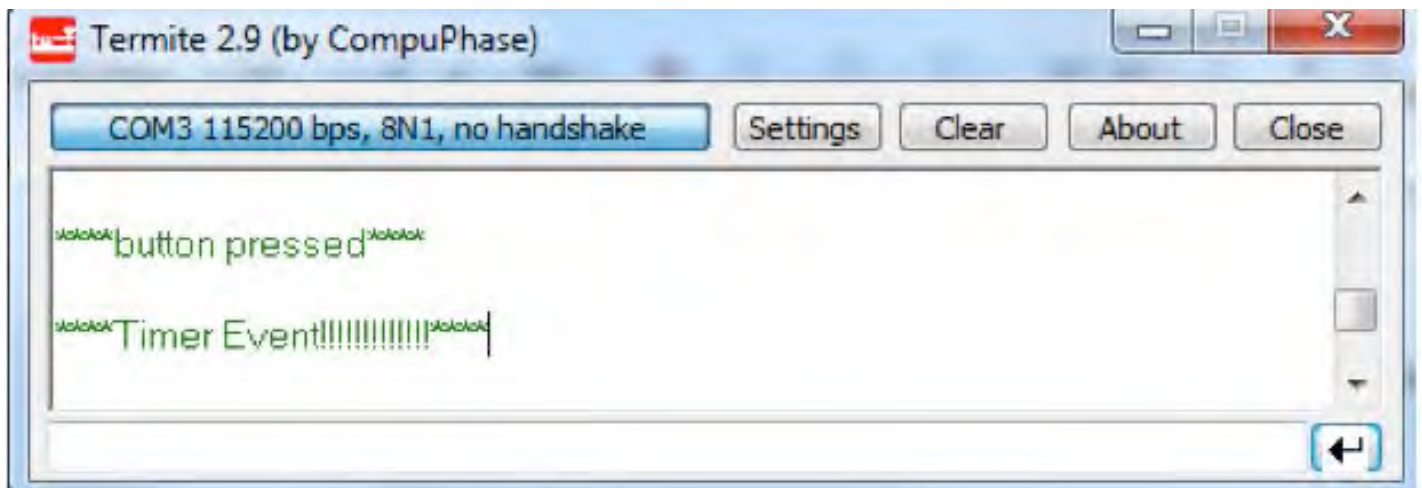 Termite 2.9 (by CompuPhase)
COM3 115200 bps, 8N1, no handshake Settings Clear About Close
****button pressed****
****Timer Event!!!!!!!!!!!!!****